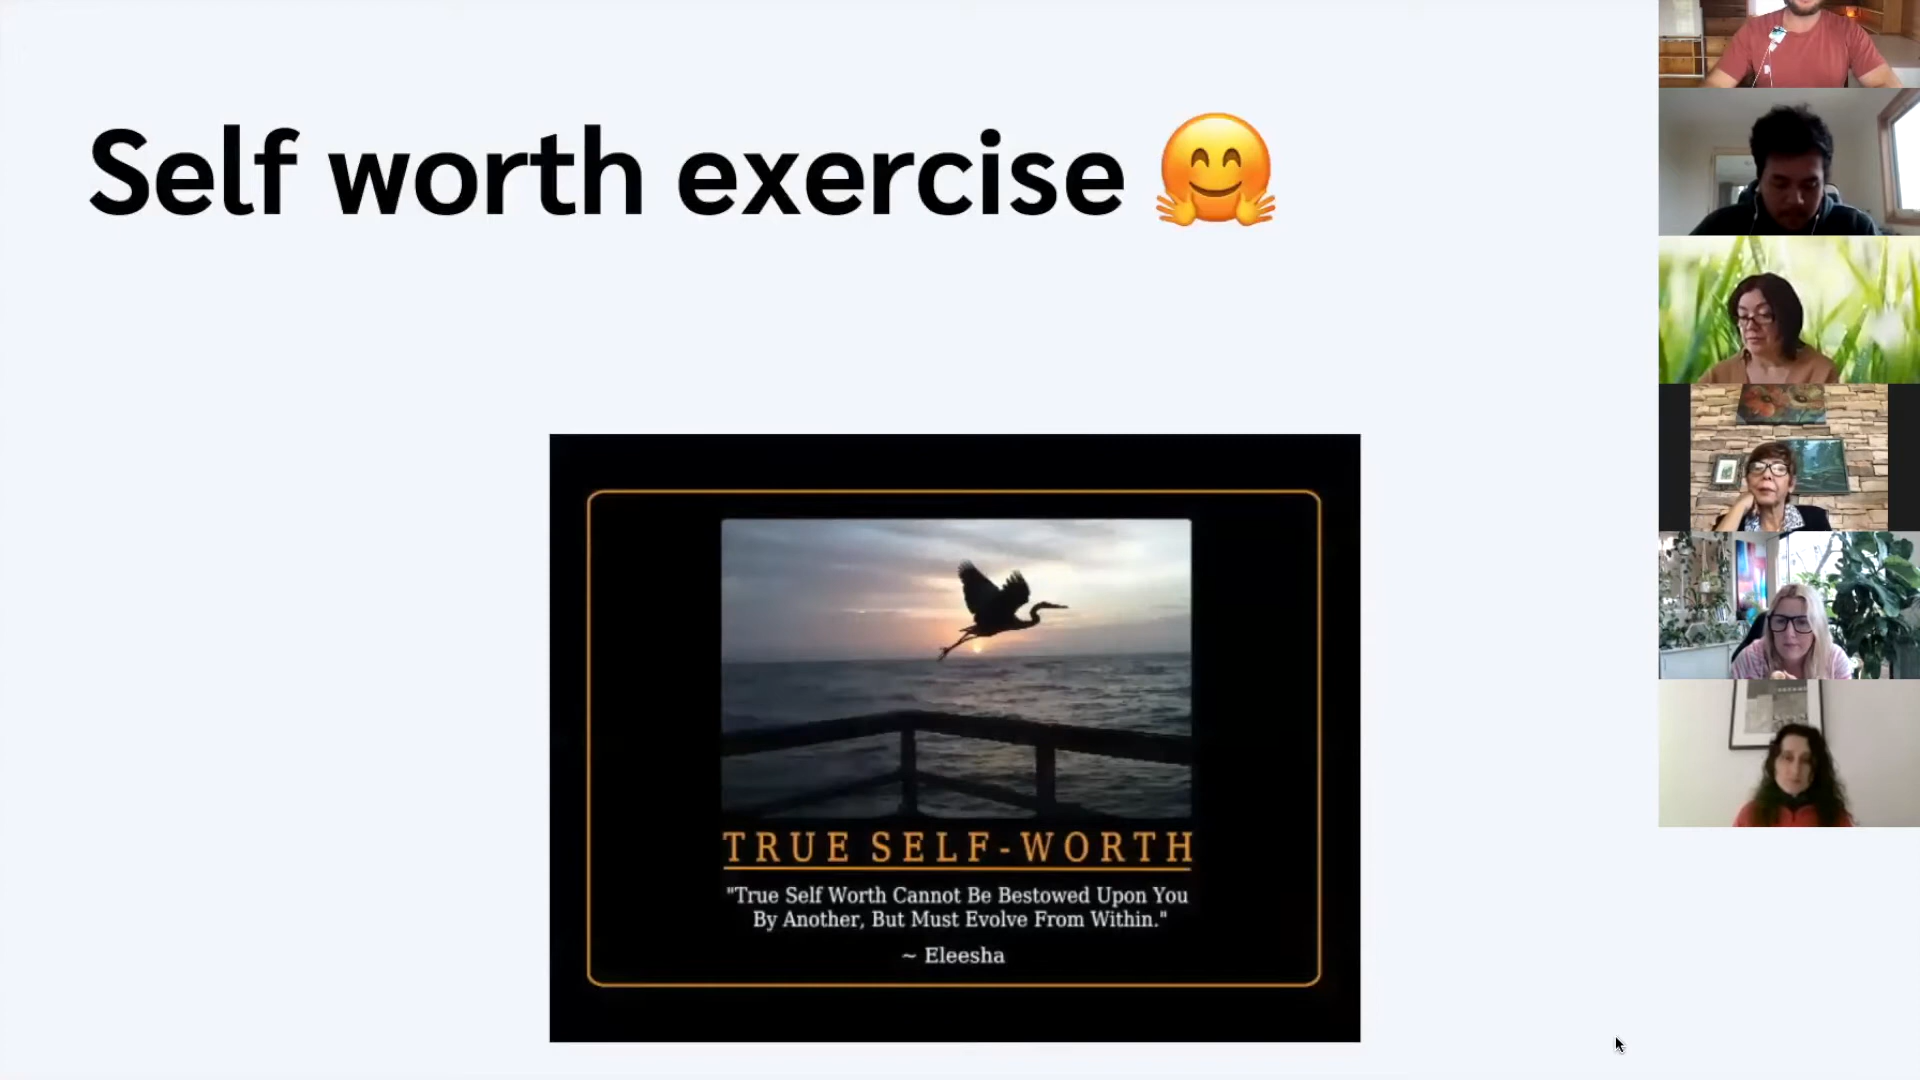 Self worth exercise 🤗
TRUE SELF-WORTH
"True Self Worth Cannot Be Bestowed Upon You
By Another, But Must Evolve From Within."
~ Eleesha